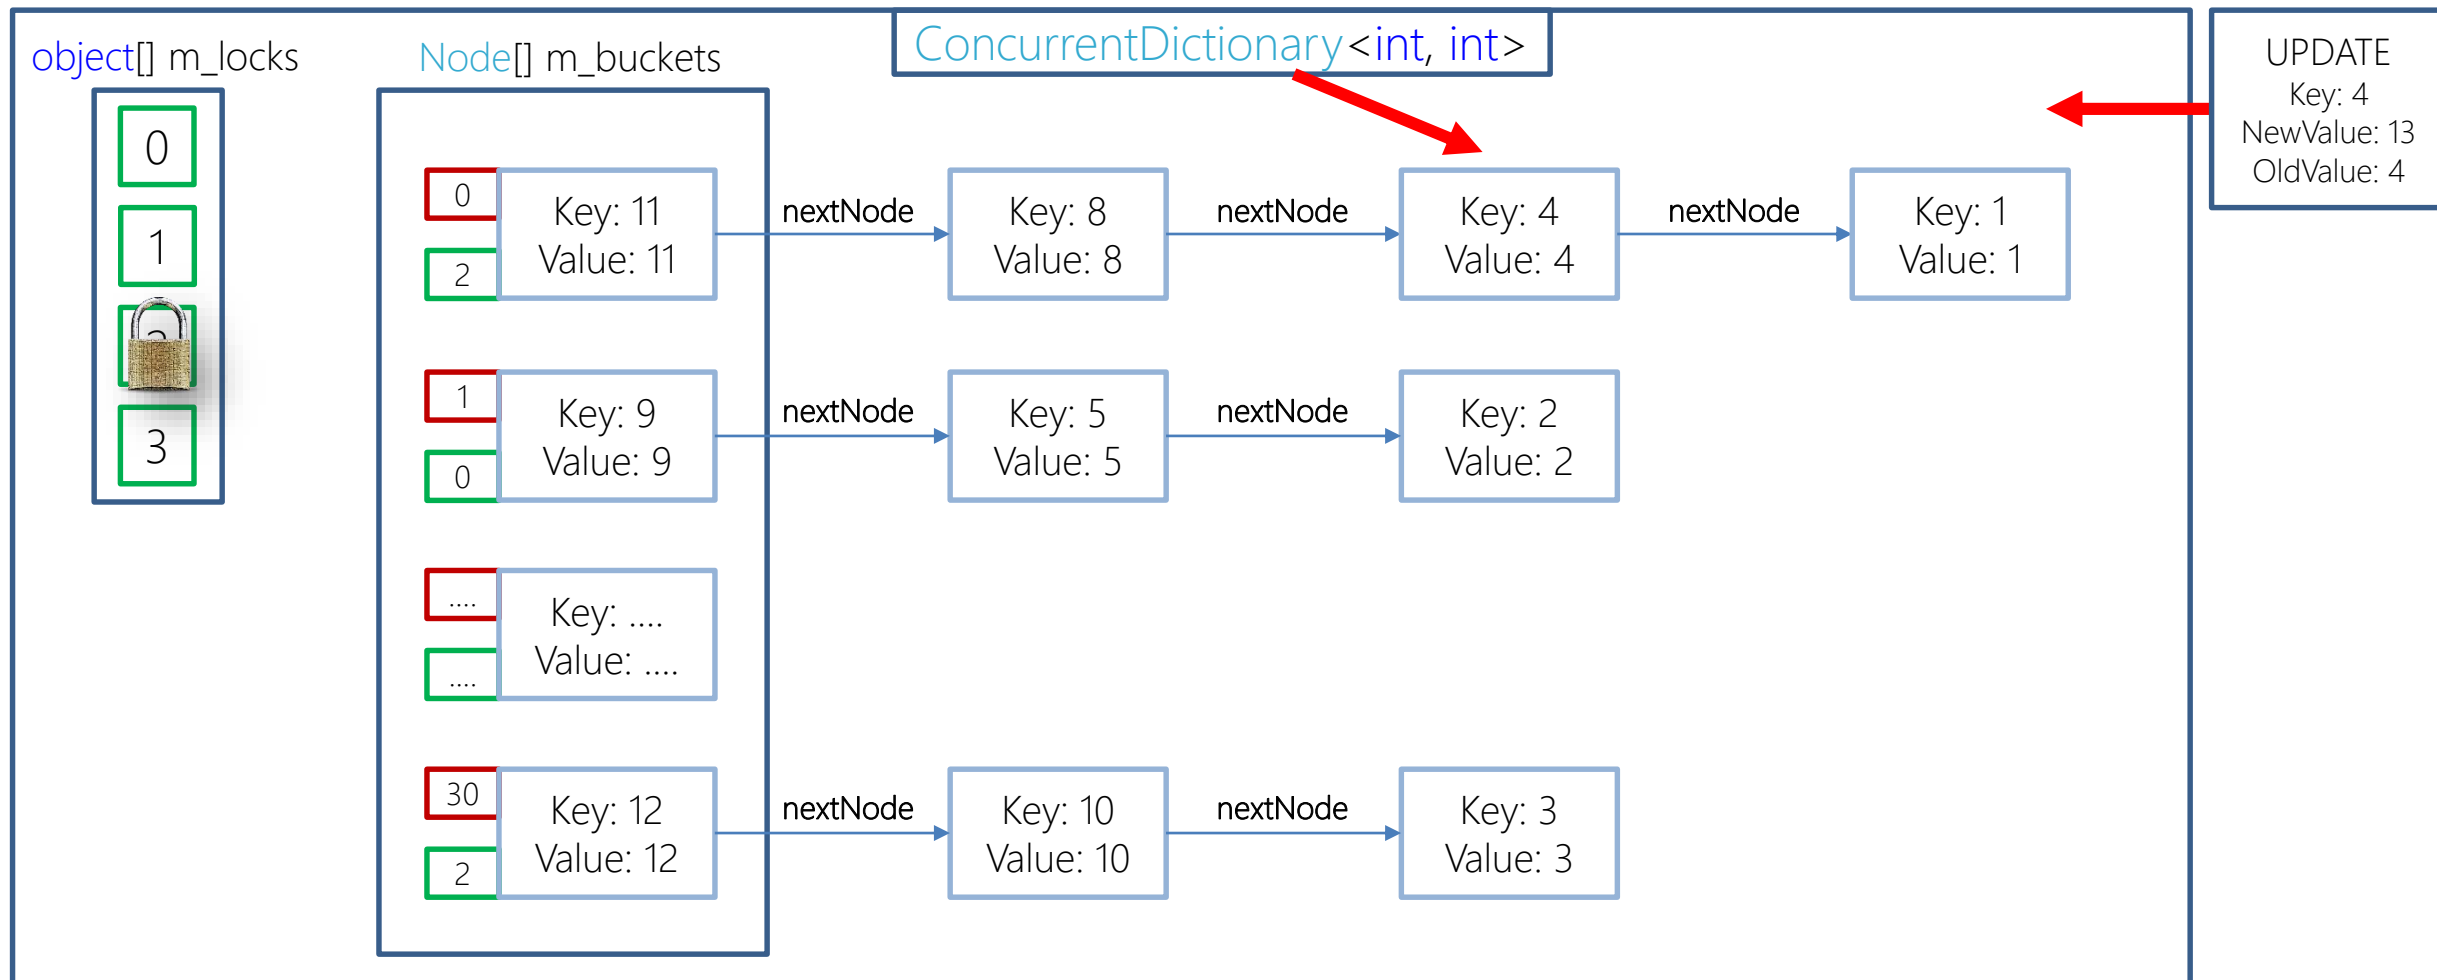 ConcurrentDictionary<int, int>
object[] m_locks
0
1
3
Node[] m_buckets
0
2
Key: 11
Value: 11
nextNode
Key: 8
Value: 8
nextNode
Key: 4
Value: 4
nextNode
Key: 1
Value: 1
1
0
Key: 9
Value: 9
nextNode
Key: 5
Value: 5
nextNode
Key: 2
Value: 2
....
....
Key: ....
Value: ....
30
2
Key: 12
Value: 12
nextNode
Key: 10
Value: 10
nextNode
Key: 3
Value: 3
UPDATE
Key: 4
NewValue: 13
OldValue: 4